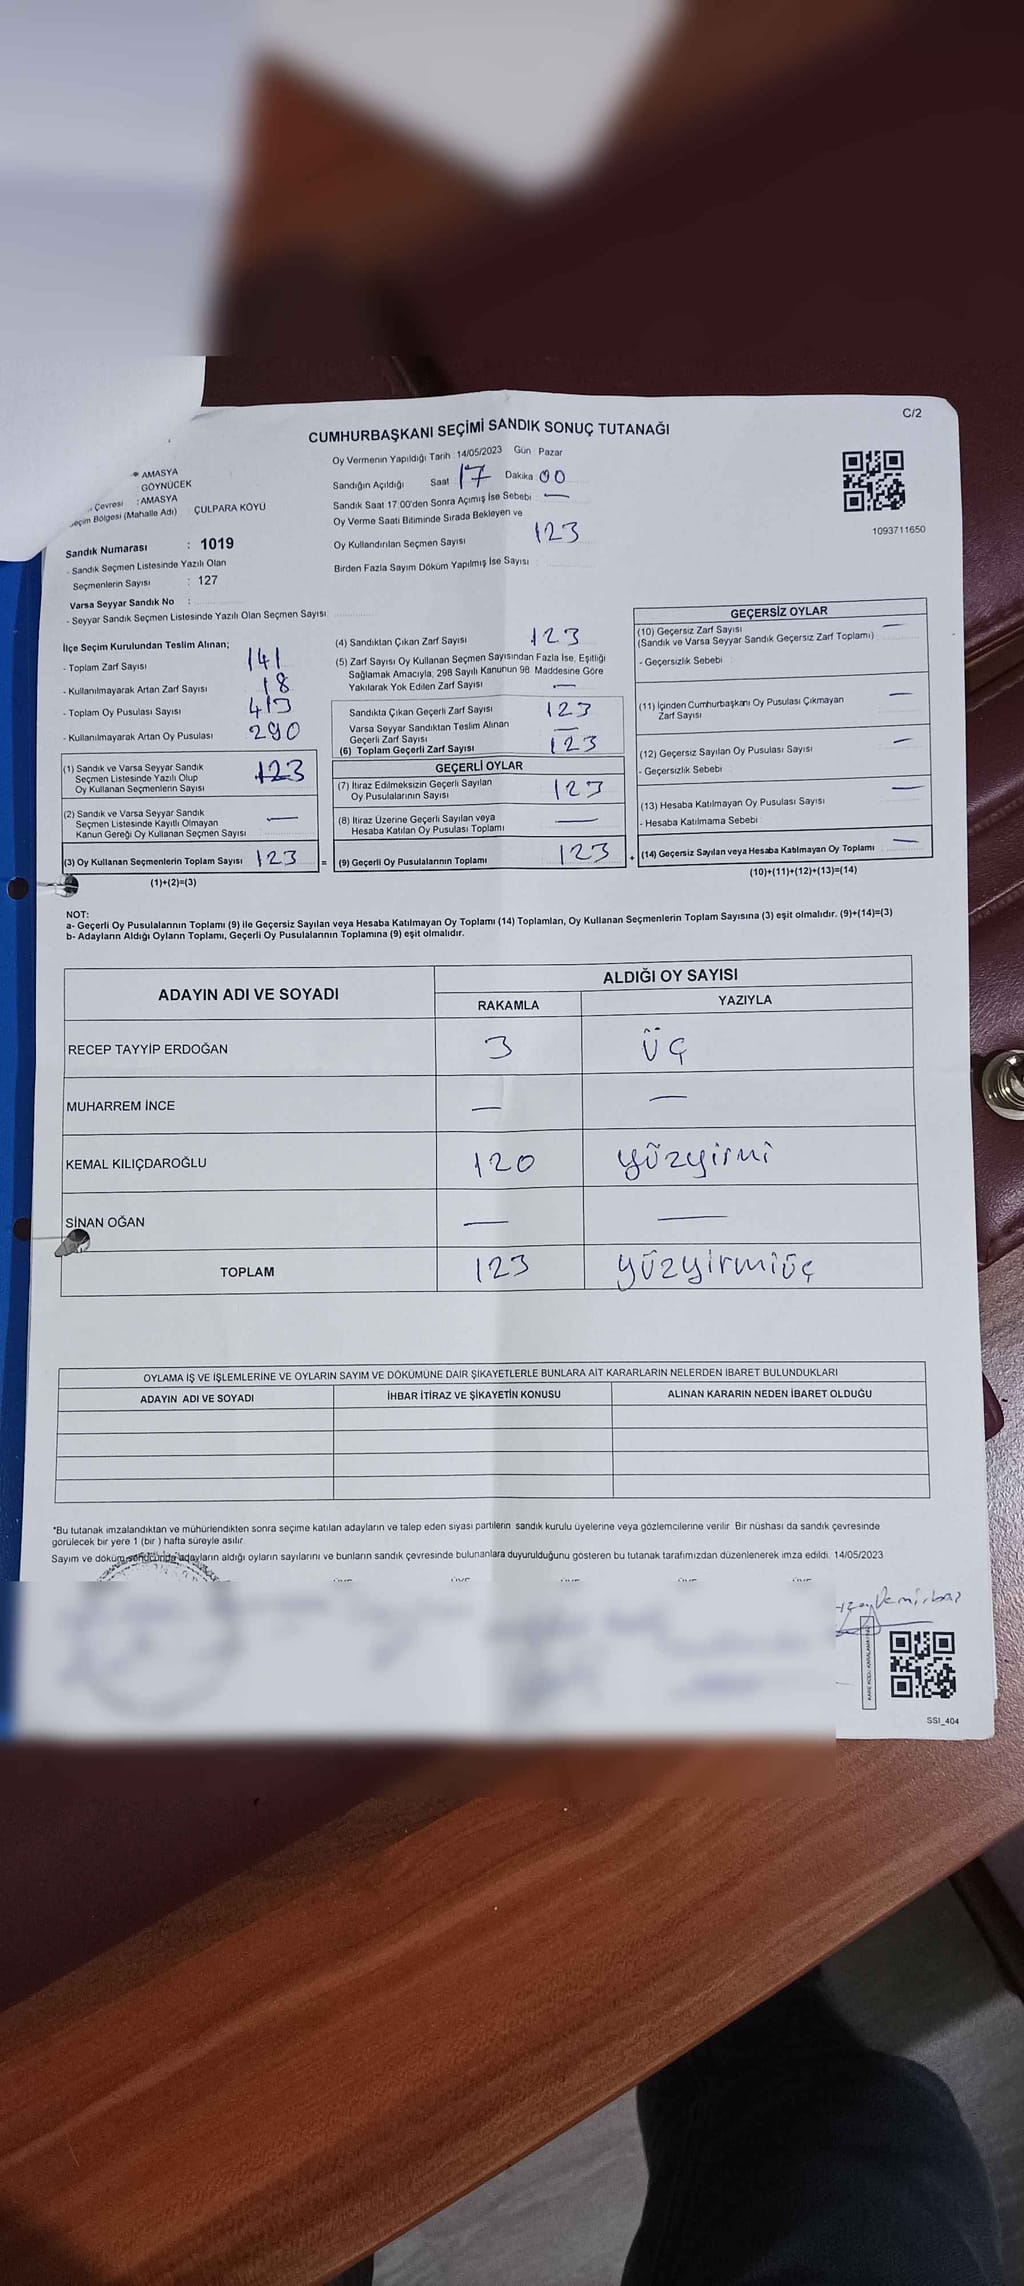 C/2
CUMHURBAŞKANI SEÇİMİ SANDIK SONUÇ TUTANAĞI
AMASYA
GÖYNÜCEK
Çevresi : AMASYA
Seçim Bölgesi (Mahalle Adı) ÇULPARA KÖYÜ
Sandık Numarası : 1019
- Sandık Seçmen Listesinde Yazılı Olan
Seçmenlerin Sayısı : 127
Varsa Seyyar Sandık No :
- Seyyar Sandık Seçmen Listesinde Yazılı Olan Seçmen Sayısı
Oy Vermenin Yapıldığı Tarih : 14/05/2023 Gün : Pazar
Sandığın Açıldığı Saat 17 Dakika 00
Sandık Saat 17:00'den Sonra Açımış İse Sebebi —
Oy Verme Saati Bitiminde Sırada Bekleyen ve
Oy Kullandırılan Seçmen Sayısı 123
Birden Fazla Sayım Döküm Yapılmış İse Sayısı :
1093711650
İlçe Seçim Kurulundan Teslim Alınan;
- Toplam Zarf Sayısı 141
- Kullanılmayarak Artan Zarf Sayısı 18
- Toplam Oy Pusulası Sayısı 413
- Kullanılmayarak Artan Oy Pusulası 290
(1) Sandık ve Varsa Seyyar Sandık
Seçmen Listesinde Yazılı Olup
Oy Kullanan Seçmenlerin Sayısı 123
(2) Sandık ve Varsa Seyyar Sandık
Seçmen Listesinde Kayıtlı Olmayan
Kanun Gereği Oy Kullanan Seçmen Sayısı —
(3) Oy Kullanan Seçmenlerin Toplam Sayısı 123 =
(1)+(2)=(3)
(4) Sandıktan Çıkan Zarf Sayısı 123
(5) Zarf Sayısı Oy Kullanan Seçmen Sayısından Fazla İse, Eşitliği
Sağlamak Amacıyla; 298 Sayılı Kanunun 98. Maddesine Göre
Yakılarak Yok Edilen Zarf Sayısı —
Sandıkta Çıkan Geçerli Zarf Sayısı 123
Varsa Seyyar Sandıktan Teslim Alınan
Geçerli Zarf Sayısı —
(6) Toplam Geçerli Zarf Sayısı 123
GEÇERLİ OYLAR
(7) İtiraz Edilmeksizin Geçerli Sayılan
Oy Pusulalarının Sayısı 123
(8) İtiraz Üzerine Geçerli Sayılan veya
Hesaba Katılan Oy Pusulası Toplamı —
(9) Geçerli Oy Pusulalarının Toplamı 123 +
GEÇERSİZ OYLAR
(10) Geçersiz Zarf Sayısı —
(Sandık ve Varsa Seyyar Sandık Geçersiz Zarf Toplamı)
- Geçersizlik Sebebi :
(11) İçinden Cumhurbaşkanı Oy Pusulası Çıkmayan —
Zarf Sayısı
(12) Geçersiz Sayılan Oy Pusulası Sayısı —
- Geçersizlik Sebebi
(13) Hesaba Katılmayan Oy Pusulası Sayısı —
- Hesaba Katılmama Sebebi
(14) Geçersiz Sayılan veya Hesaba Katılmayan Oy Toplamı —
(10)+(11)+(12)+(13)=(14)
NOT:
a- Geçerli Oy Pusulalarının Toplamı (9) ile Geçersiz Sayılan veya Hesaba Katılmayan Oy Toplamı (14) Toplamları, Oy Kullanan Seçmenlerin Toplam Sayısına (3) eşit olmalıdır. (9)+(14)=(3)
b- Adayların Aldığı Oyların Toplamı, Geçerli Oy Pusulalarının Toplamına (9) eşit olmalıdır.
ADAYIN ADI VE SOYADI ALDIĞI OY SAYISI
RAKAMLA YAZIYLA
RECEP TAYYİP ERDOĞAN 3 üç
MUHARREM İNCE — —
KEMAL KILIÇDAROĞLU 120 yüzyirmi
SİNAN OĞAN — —
TOPLAM 123 yüzyirmiüç
OYLAMA İŞ VE İŞLEMLERİNE VE OYLARIN SAYIM VE DÖKÜMÜNE DAİR ŞİKAYETLERLE BUNLARA AİT KARARLARIN NELERDEN İBARET BULUNDUKLARI
ADAYIN ADI VE SOYADI İHBAR İTİRAZ VE ŞİKAYETİN KONUSU ALINAN KARARIN NEDEN İBARET OLDUĞU
*Bu tutanak imzalandıktan ve mühürlendikten sonra seçime katılan adayların ve talep eden siyasi partilerin sandık kurulu üyelerine veya gözlemcilerine verilir. Bir nüshası da sandık çevresinde
görülecek bir yere 1 (bir) hafta süreyle asılır.
Sayım ve döküm sonucunda adayların aldığı oyların sayılarını ve bunların sandık çevresinde bulunanlara duyurulduğunu gösteren bu tutanak tarafımızdan düzenlenerek imza edildi. 14/05/2023
Demirbaş
SSI_404